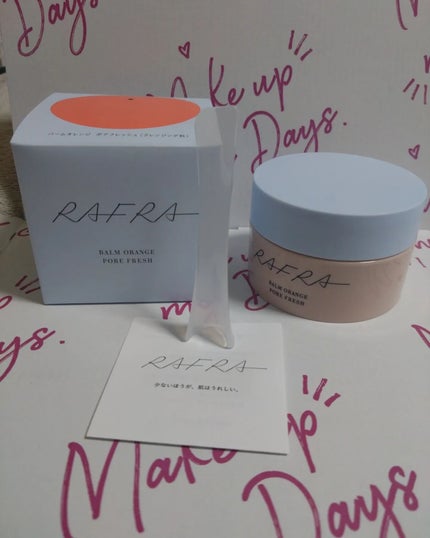 Days
Make up
Days.
バームオレンジ ポアフレッシュ〈クレンジング料〉
RAFRA
BALM ORANGE
PORE FRESH
RAFRA
BALM ORANGE
PORE FRESH
RAFRA
少ないほうが、肌はうれしい。
ys.
Make up
Days